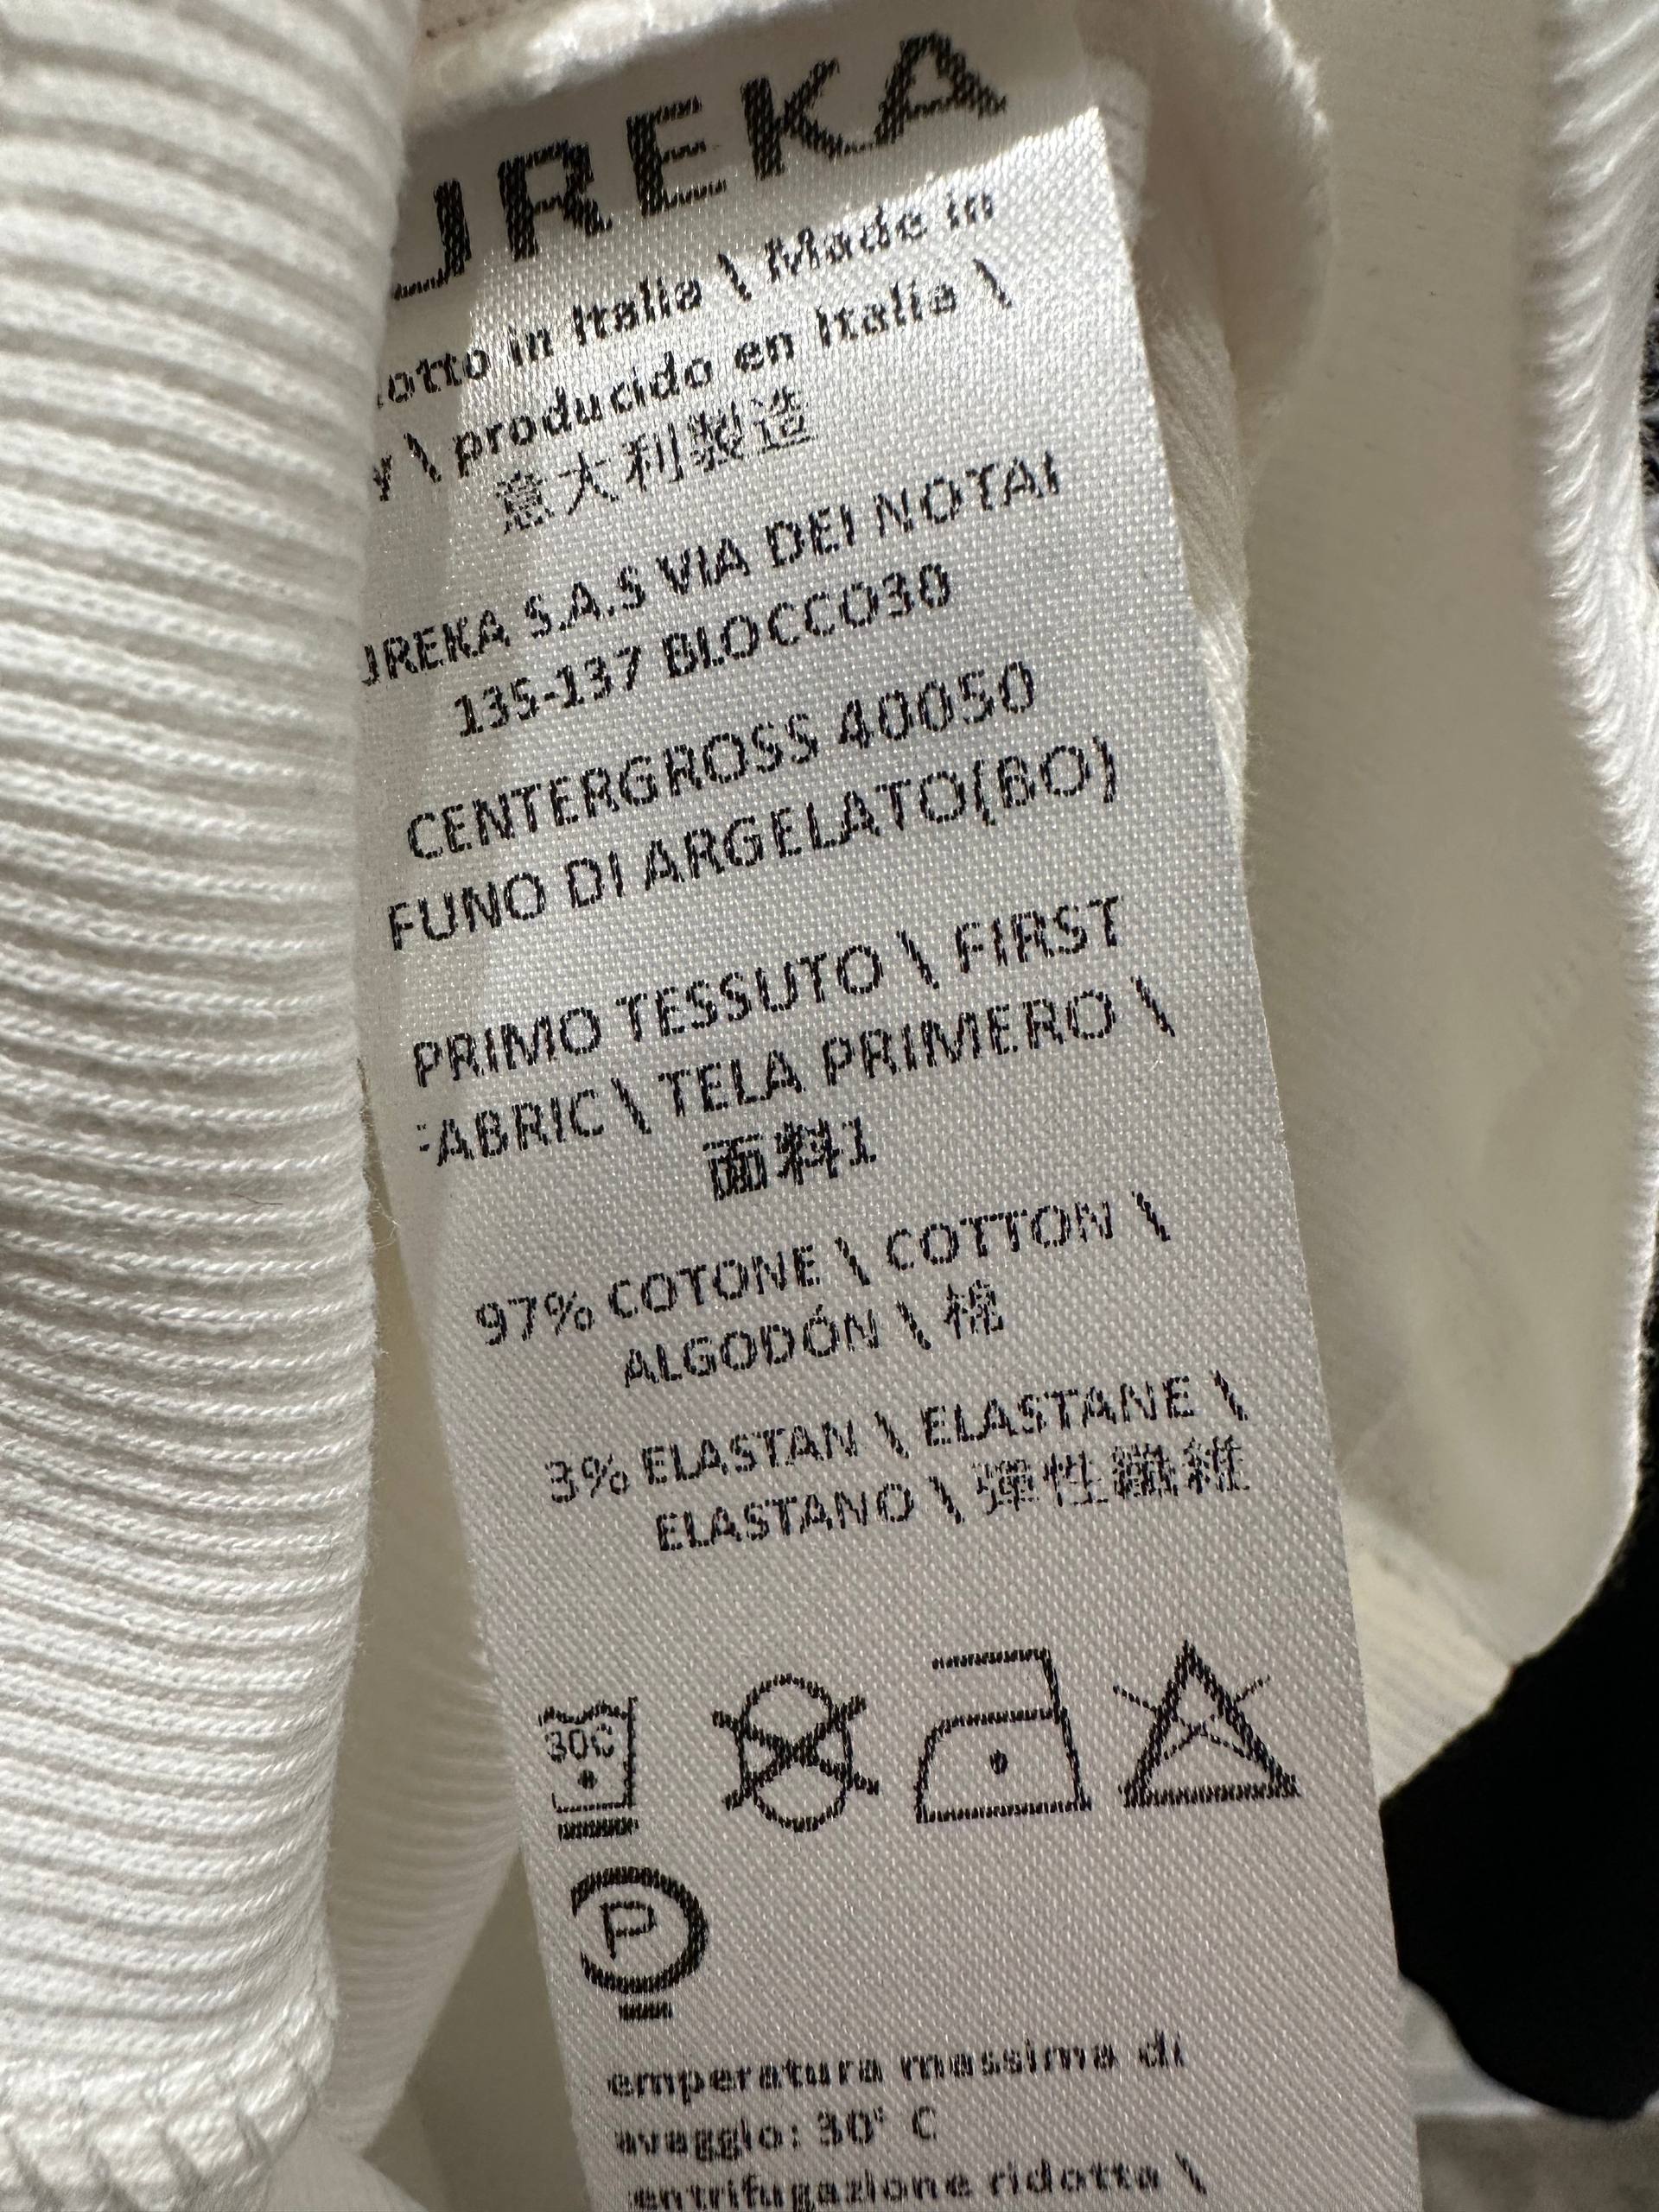 UREKA
otto in Italia \ Made in
y \ producido en Italia \
意大利製造
UREKA S.A.S VIA DEI NOTAI
135-137 BLOCCO30
CENTERGROSS 40050
FUNO DI ARGELATO(BO)
PRIMO TESSUTO \ FIRST
FABRIC \ TELA PRIMERO \
面料1
97% COTONE \ COTTON \
ALGODÓN \ 棉
3% ELASTAN \ ELASTANE \
ELASTANO \ 彈性纖維
30C
P
emperatura massima di
avaggio: 30° C
entrifugazione ridotta \